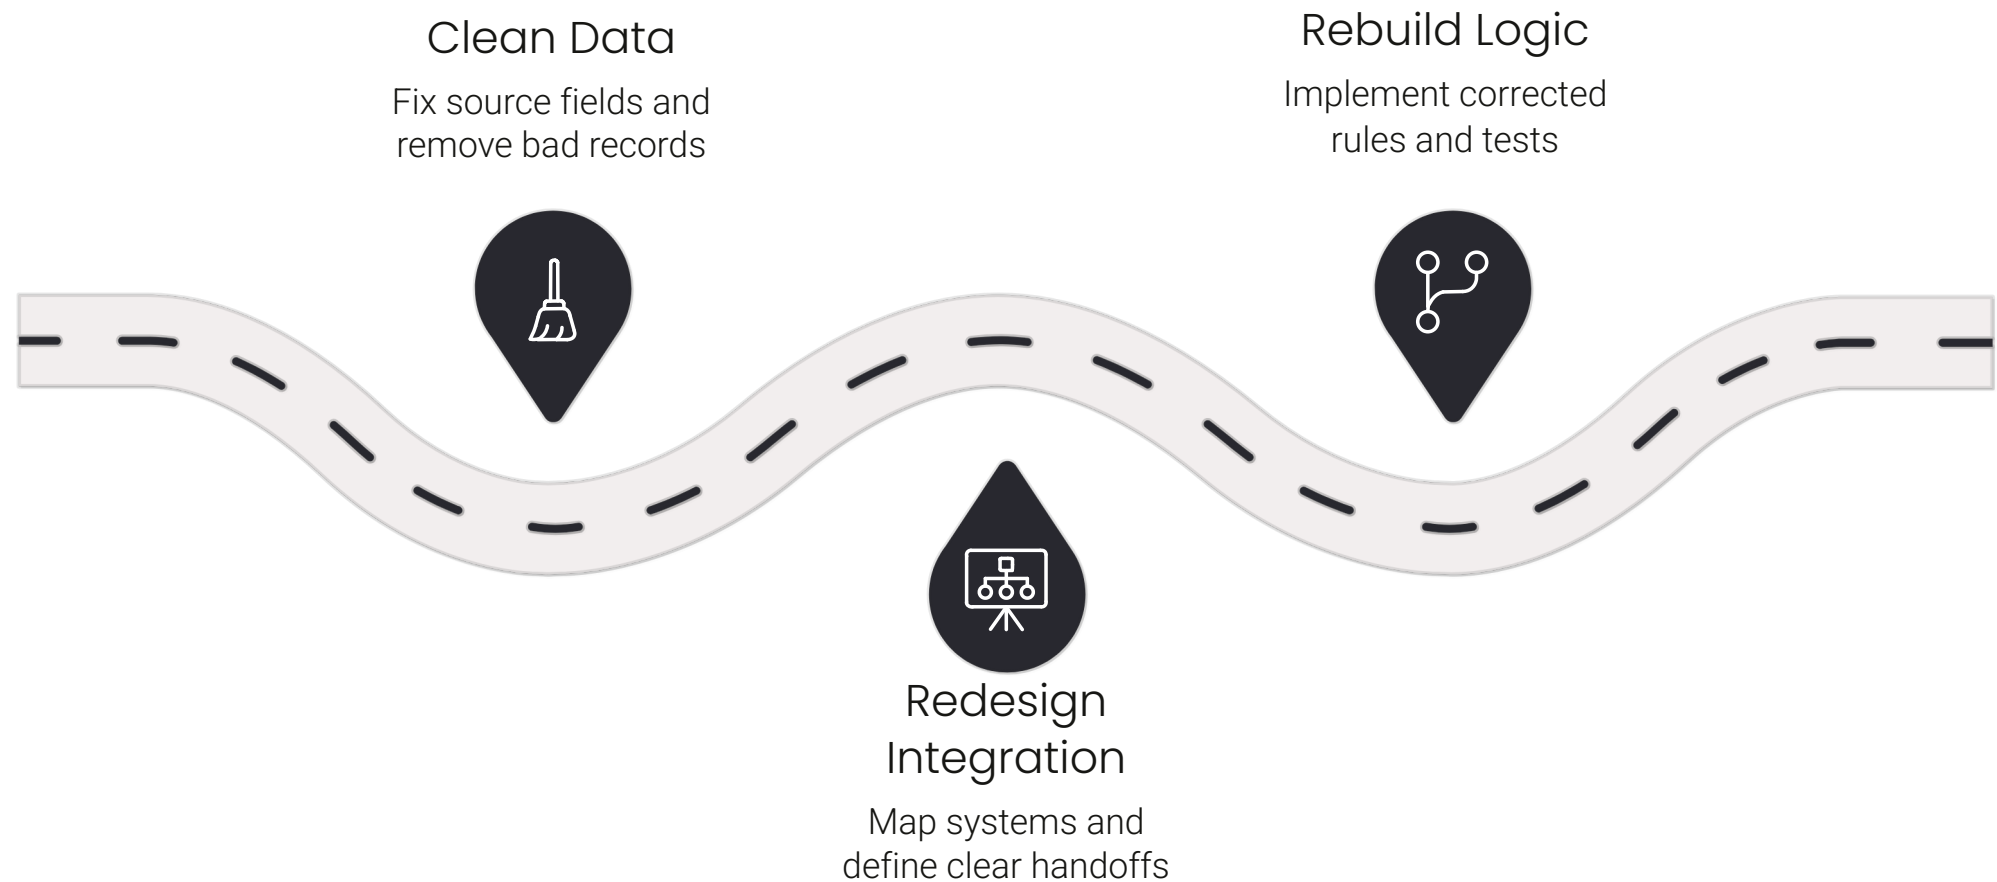 Clean Data
Fix source fields and
remove bad records
Redesign
Integration
Map systems and
define clear handoffs
Rebuild Logic
Implement corrected
rules and tests